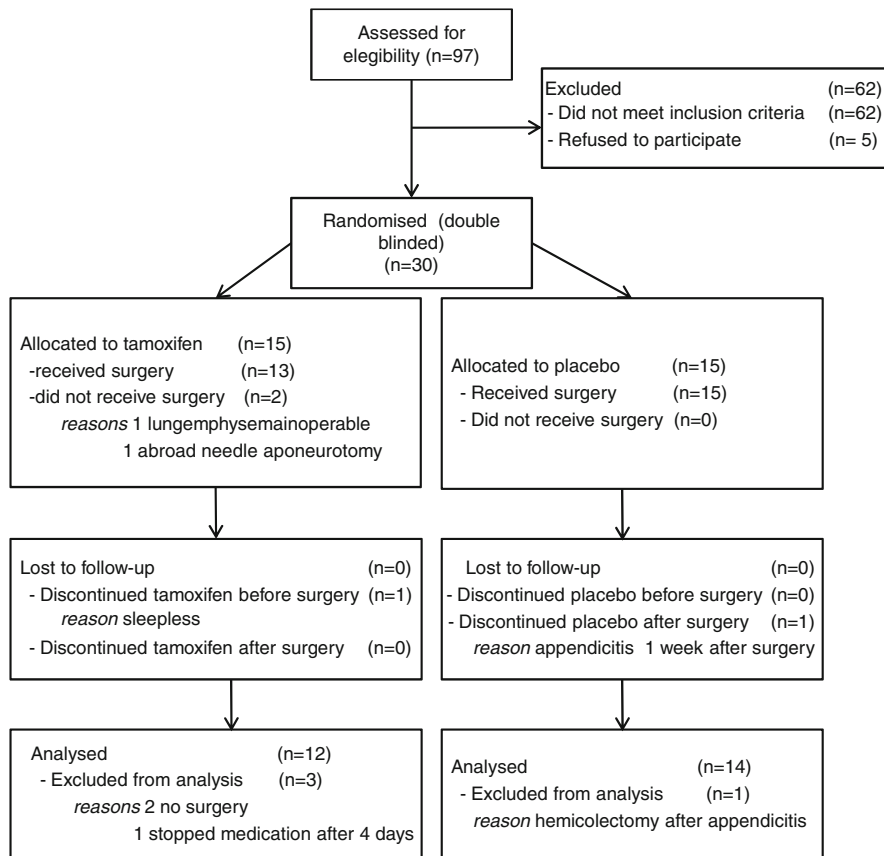 Assessed for
elegibility (n=97)
Excluded (n=62)
- Did not meet inclusion criteria (n=62)
- Refused to participate (n= 5)
Randomised (double
blinded)
(n=30)
Allocated to tamoxifen (n=15)
-received surgery (n=13)
-did not receive surgery (n=2)
reasons 1 lungemphysemainoperable
1 abroad needle aponeurotomy
Allocated to placebo (n=15)
- Received surgery (n=15)
- Did not receive surgery (n=0)
Lost to follow-up (n=0)
- Discontinued tamoxifen before surgery (n=1)
reason sleepless
- Discontinued tamoxifen after surgery (n=0)
Lost to follow-up (n=0)
- Discontinued placebo before surgery (n=0)
- Discontinued placebo after surgery (n=1)
reason appendicitis 1 week after surgery
Analysed (n=12)
- Excluded from analysis (n=3)
reasons 2 no surgery
1 stopped medication after 4 days
Analysed (n=14)
- Excluded from analysis (n=1)
reason hemicolectomy after appendicitis